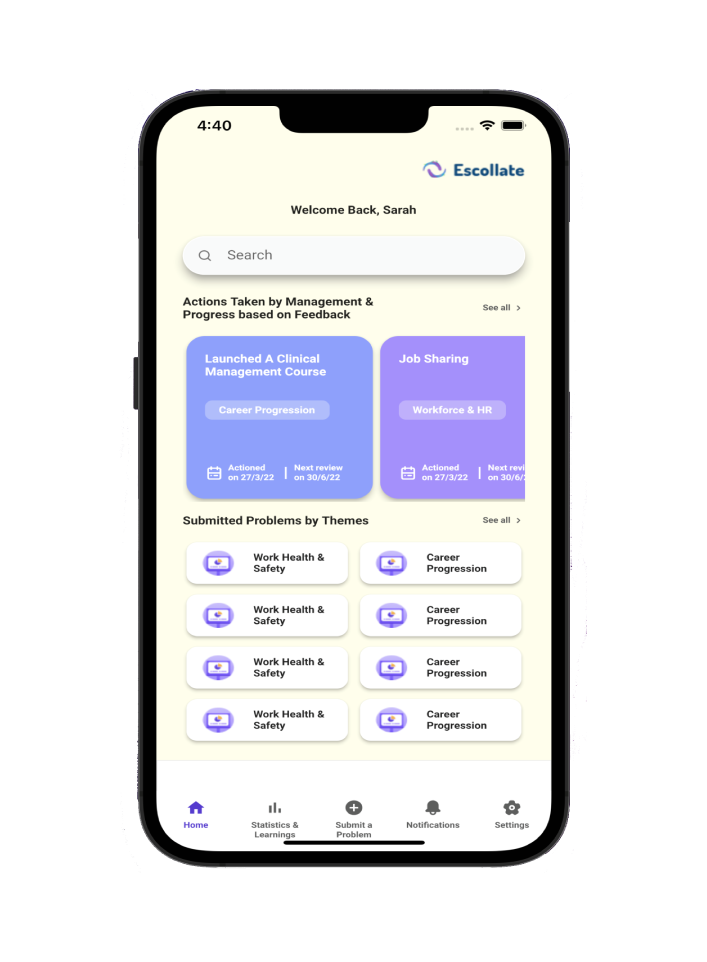 4:40
Escollate
Welcome Back, Sarah
Search
Actions Taken by Management &
Progress based on Feedback
See all
Launched A Clinical
Management Course
Career Progression
Actioned
on 27/3/22
Next review
on 30/6/22
Job Sharing
Workforce & HR
Actioned
on 27/3/22
Next revi
on 30/6/
Submitted Problems by Themes
See all
Work Health &
Safety
Career
Progression
Work Health &
Safety
Career
Progression
Work Health &
Safety
Career
Progression
Work Health &
Safety
Career
Progression
Home
Statistics &
Learnings
Submit a
Problem
Notifications
Settings